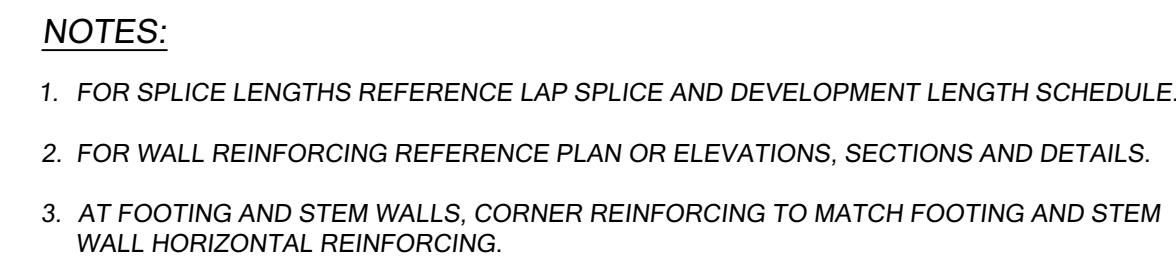 NOTES:
1. FOR SPLICE LENGTHS REFERENCE LAP SPLICE AND DEVELOPMENT LENGTH SCHEDULE.
2. FOR WALL REINFORCING REFERENCE PLAN OR ELEVATIONS, SECTIONS AND DETAILS.
3. AT FOOTING AND STEM WALLS, CORNER REINFORCING TO MATCH FOOTING AND STEM
WALL HORIZONTAL REINFORCING.